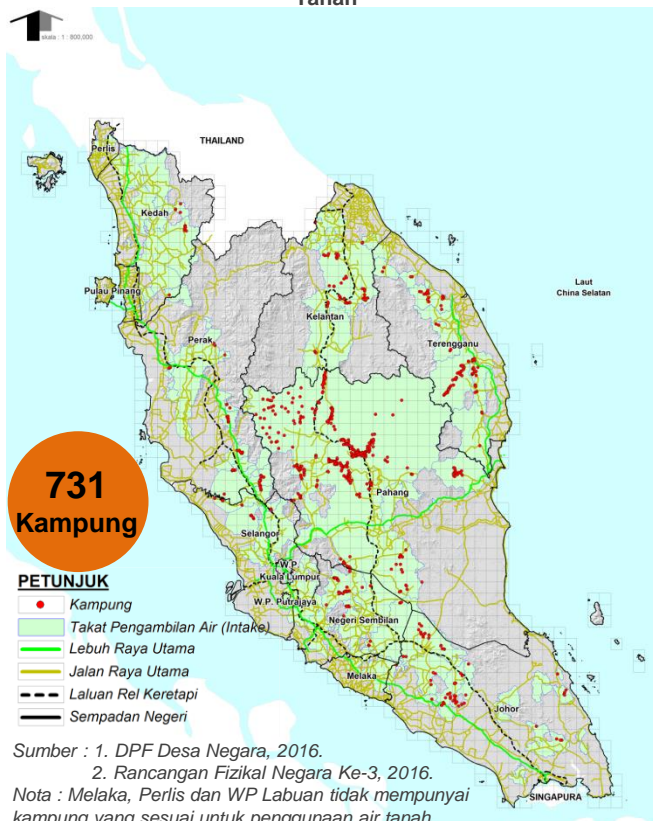 Tanah
skala : 1 : 800,000
THAILAND
Perlis
Kedah
Pulau Pinang
Perak
Kelantan
Terengganu
Laut
China Selatan
Pahang
Selangor
W.P.
Kuala Lumpur
W.P. Putrajaya
Negeri Sembilan
Melaka
Johor
SINGAPURA
731
Kampung
PETUNJUK
Kampung
Takat Pengambilan Air (Intake)
Lebuh Raya Utama
Jalan Raya Utama
Laluan Rel Keretapi
Sempadan Negeri
Sumber : 1. DPF Desa Negara, 2016.
2. Rancangan Fizikal Negara Ke-3, 2016.
Nota : Melaka, Perlis dan WP Labuan tidak mempunyai
kampung yang sesuai untuk penggunaan air tanah